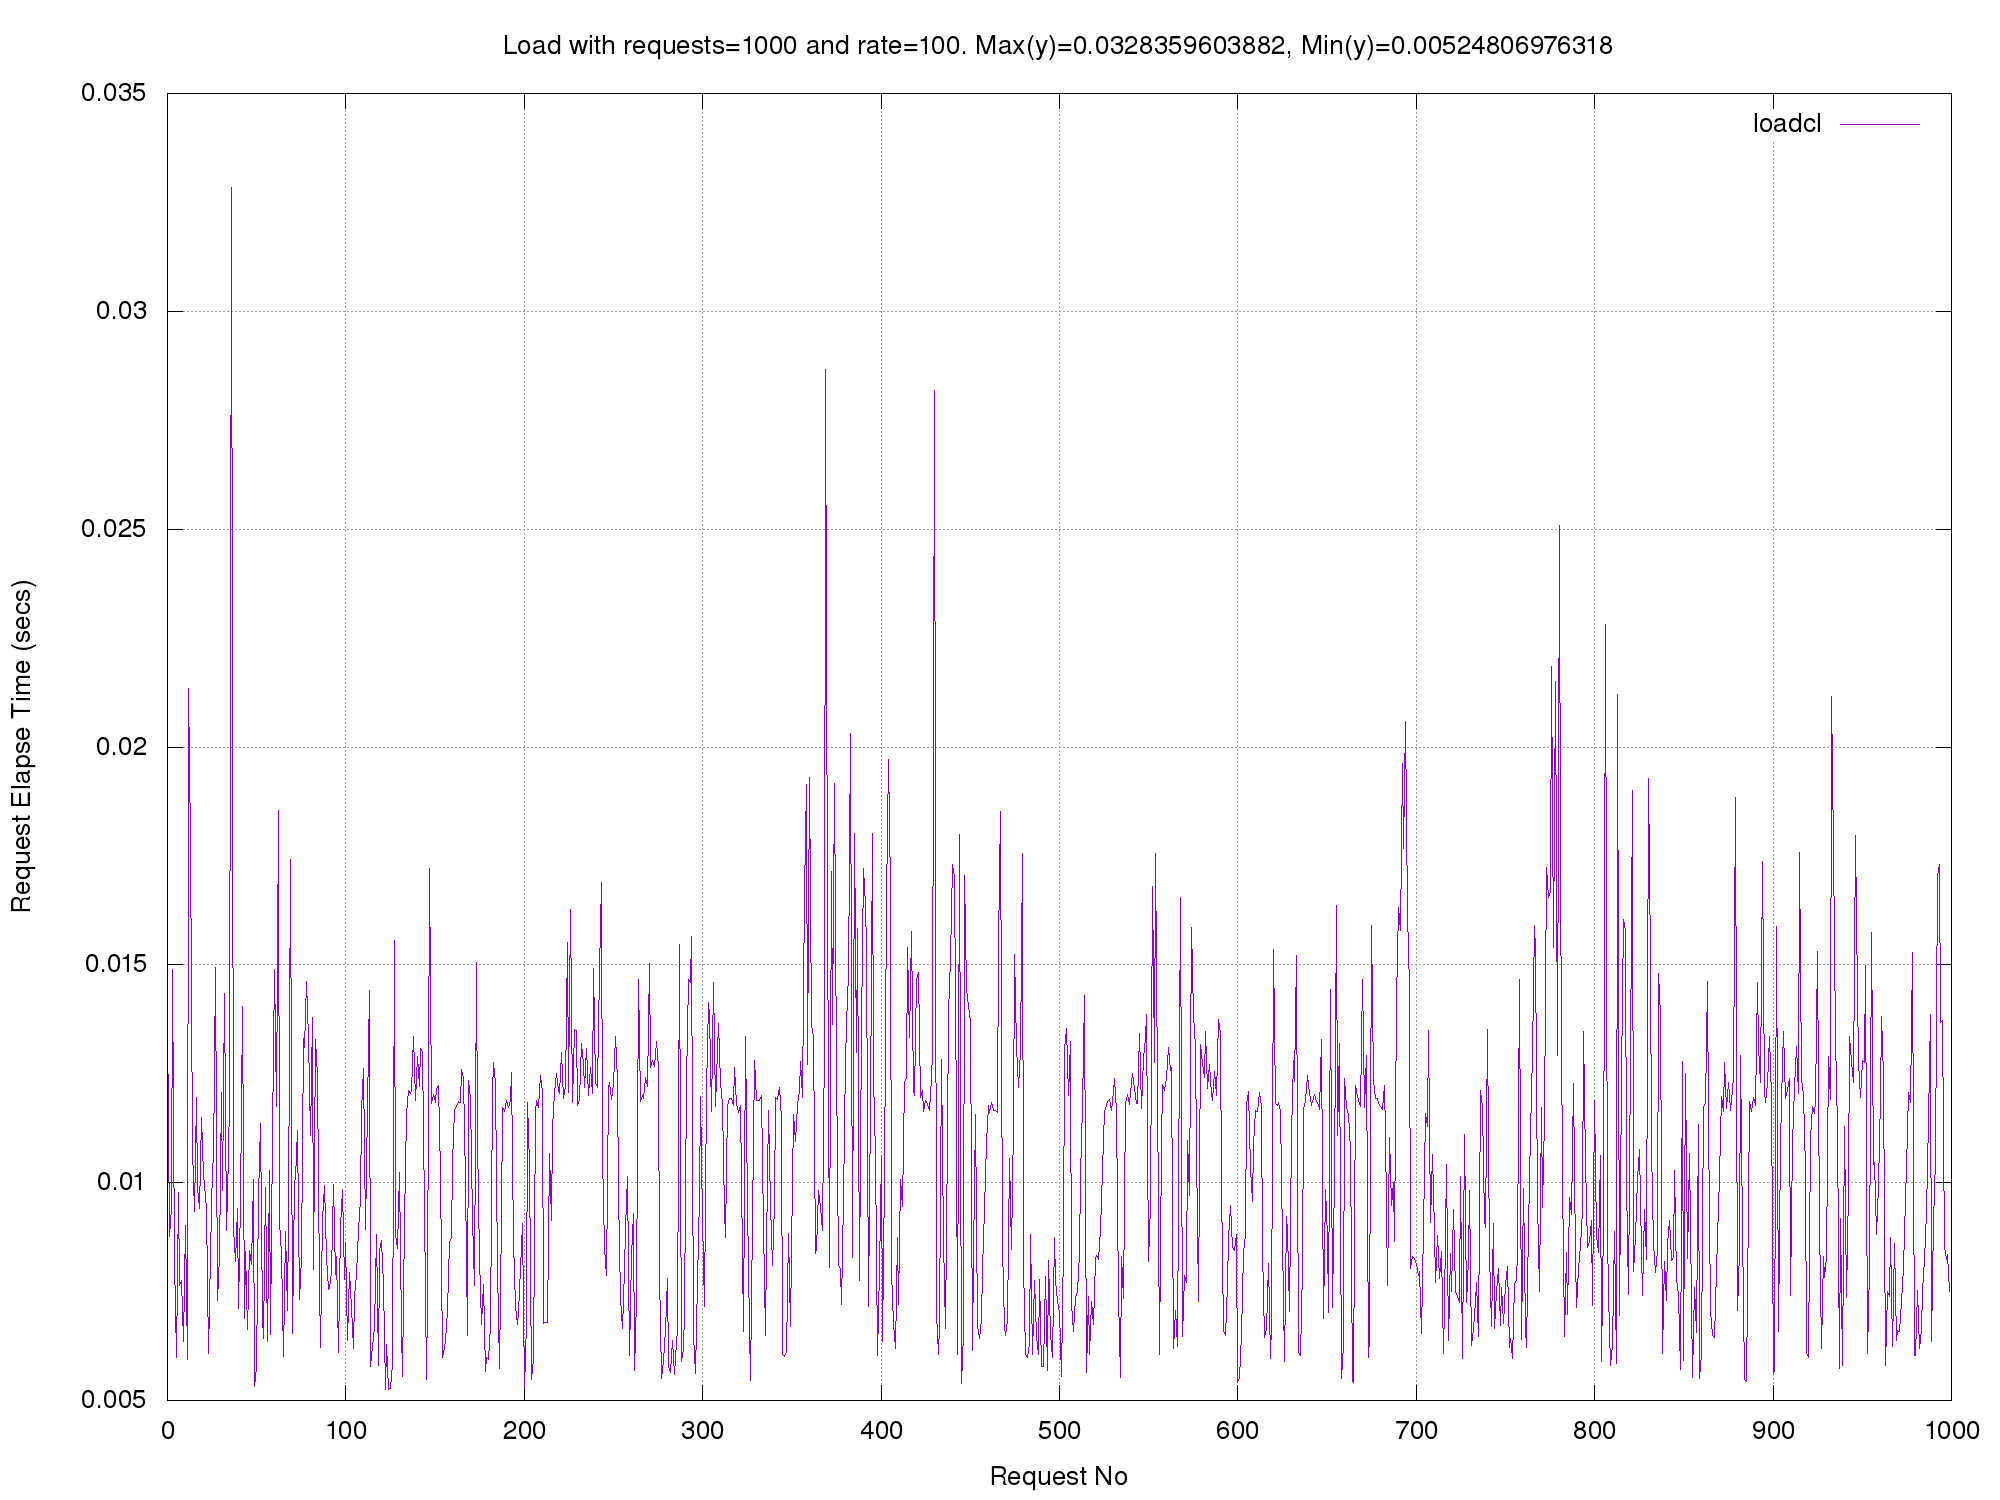 Load with requests=1000 and rate=100. Max(y)=0.0328359603882, Min(y)=0.00524806976318
0.035
loadcl
0.03
0.025
0.02
0.015
0.01
0.005
Request Elapse Time (secs)
0 100 200 300 400 500 600 700 800 900 1000
Request No